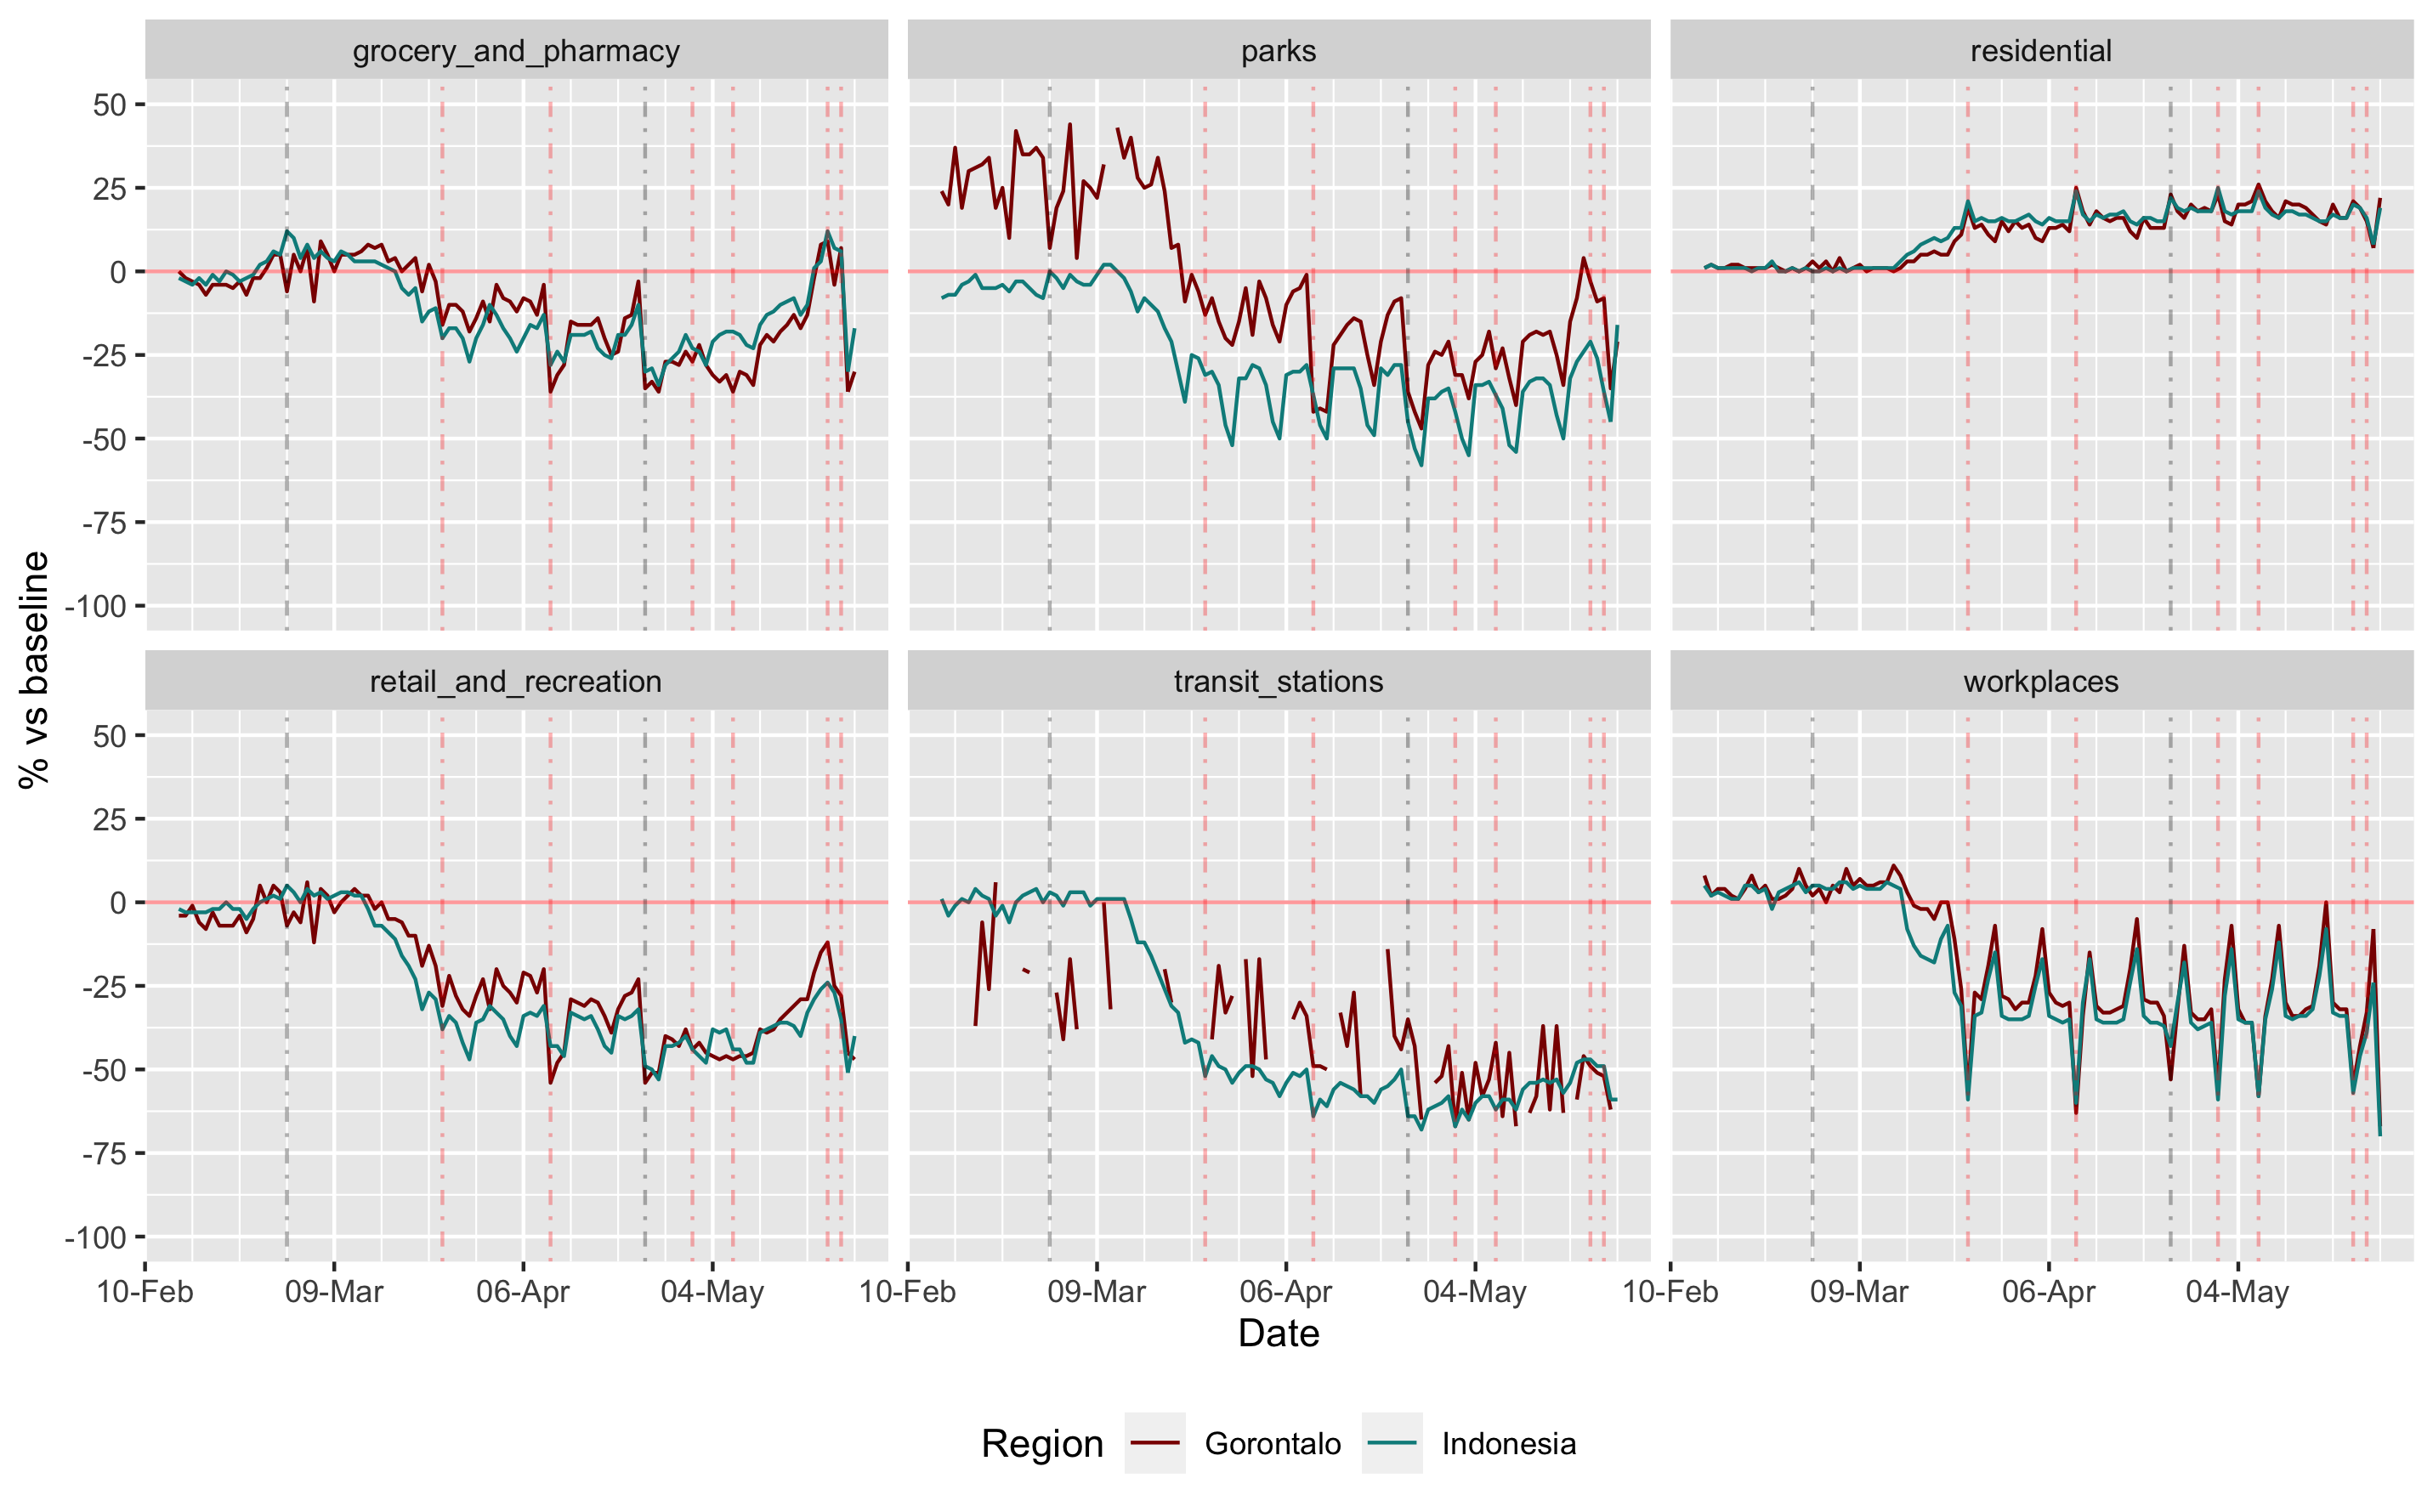 grocery_and_pharmacy
parks
residential
50
25
0
-25
-50
-75
-100
% vs baseline
retail_and_recreation
transit_stations
workplaces
50
25
0
-25
-50
-75
-100
10-Feb 09-Mar 06-Apr 04-May 10-Feb 09-Mar 06-Apr 04-May 10-Feb 09-Mar 06-Apr 04-May
Date
Region Gorontalo Indonesia